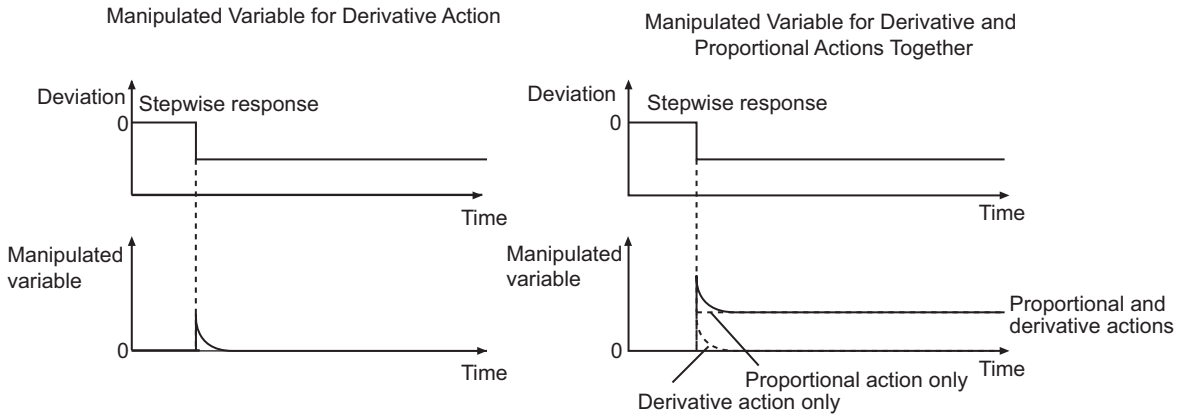 Manipulated Variable for Derivative Action
Deviation
Stepwise response
0
Time
Manipulated
variable
0
Time
Manipulated Variable for Derivative and
Proportional Actions Together
Deviation
Stepwise response
0
Time
Manipulated
variable
Proportional and
derivative actions
0
Time
Proportional action only
Derivative action only